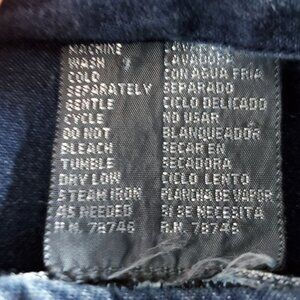 MACHINE LAVAR EN
WASH LAVADORA
COLD CON AGUA FRIA
SEPARATELY SEPARADO
GENTLE CICLO DELICADO
CYCLE NO USAR
DO NOT BLANQUEADOR
BLEACH SECAR EN
TUMBLE SECADORA
DRY LOW CICLO LENTO
STEAM IRON PLANCHA DE VAPOR
AS NEEDED SI SE NECESITA
R.N. 78746 R.N. 78746